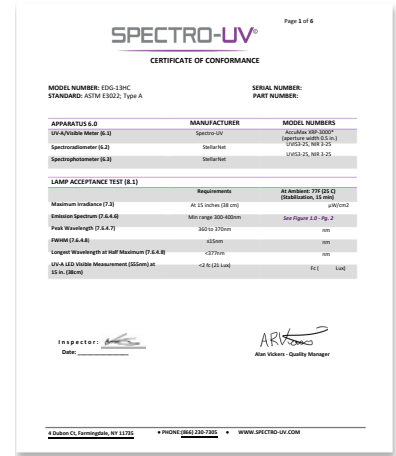 Page 1 of 6
SPECTRO-UV®
CERTIFICATE OF CONFORMANCE
MODEL NUMBER: EDG-13HC SERIAL NUMBER:
STANDARD: ASTM E3022; Type A PART NUMBER:
APPARATUS 6.0 MANUFACTURER MODEL NUMBERS
UV-A/Visible Meter (6.1) Spectro-UV AccuMax XRP-3000*
(aperture width 0.5 in.)
Spectroradiometer (6.2) StellarNet UVIS3-25, NIR 2-25
Spectrophotometer (6.3) StellarNet UVIS3-25, NIR 2-25
LAMP ACCEPTANCE TEST (8.1)
Requirements At Ambient: 77F (25 C)
(Stabilization, 15 min)
Maximum Irradiance (7.3) At 15 inches (38 cm) µW/cm2
Emission Spectrum (7.6.4.6) Min range 300-400nm See Figure 1.0 - Pg. 2
Peak Wavelength (7.6.4.7) 360 to 370nm nm
FWHM (7.6.4.8) ≤15nm nm
Longest Wavelength at Half Maximum (7.6.4.8) <377nm nm
UV-A LED Visible Measurement (555nm) at
15 in. (38cm) <2 fc (21 Lux) Fc ( Lux)
Inspector:
Date:
Alan Vickers - Quality Manager
4 Dubon Ct, Farmingdale, NY 11735 • PHONE:(866) 230-7305 • WWW.SPECTRO-UV.COM